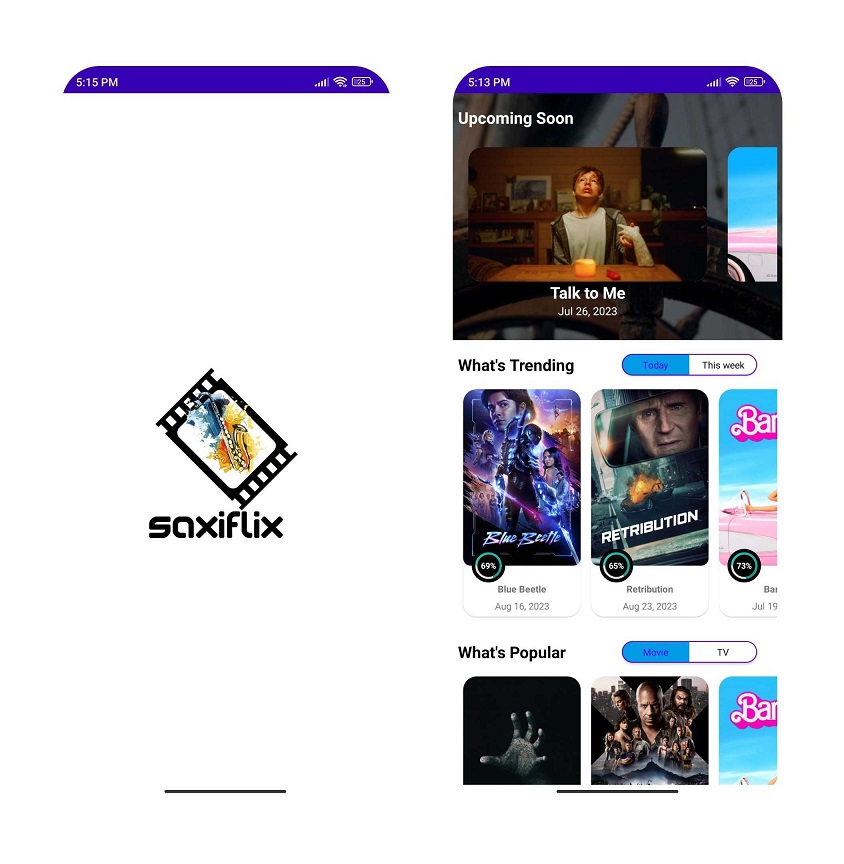 5:15 PM
25
saxiflix
5:13 PM
25
Upcoming Soon
Talk to Me
Jul 26, 2023
What's Trending
Today
This week
Blue Beetle
RETRIBUTION
Bar
69%
65%
73%
Blue Beetle
Retribution
Bar
Aug 16, 2023
Aug 23, 2023
Jul 19
What's Popular
Movie
TV
Bar